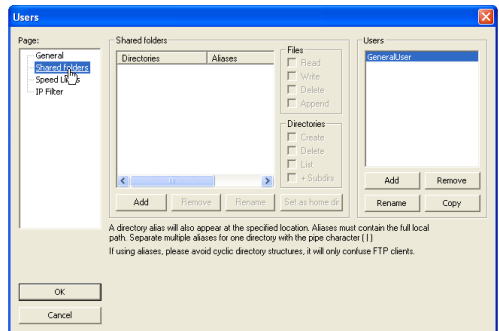 Users
Page:
General
Shared folders
Speed Limits
IP Filter
Shared folders
Directories
Aliases
Files
Read
Write
Delete
Append
Directories
Create
Delete
List
+ Subdirs
Add
Remove
Rename
Set as home dir
Users
GeneralUser
Add
Remove
Rename
Copy
A directory alias will also appear at the specified location. Aliases must contain the full local
path. Separate multiple aliases for one directory with the pipe character ( | )
If using aliases, please avoid cyclic directory structures, it will only confuse FTP clients.
OK
Cancel